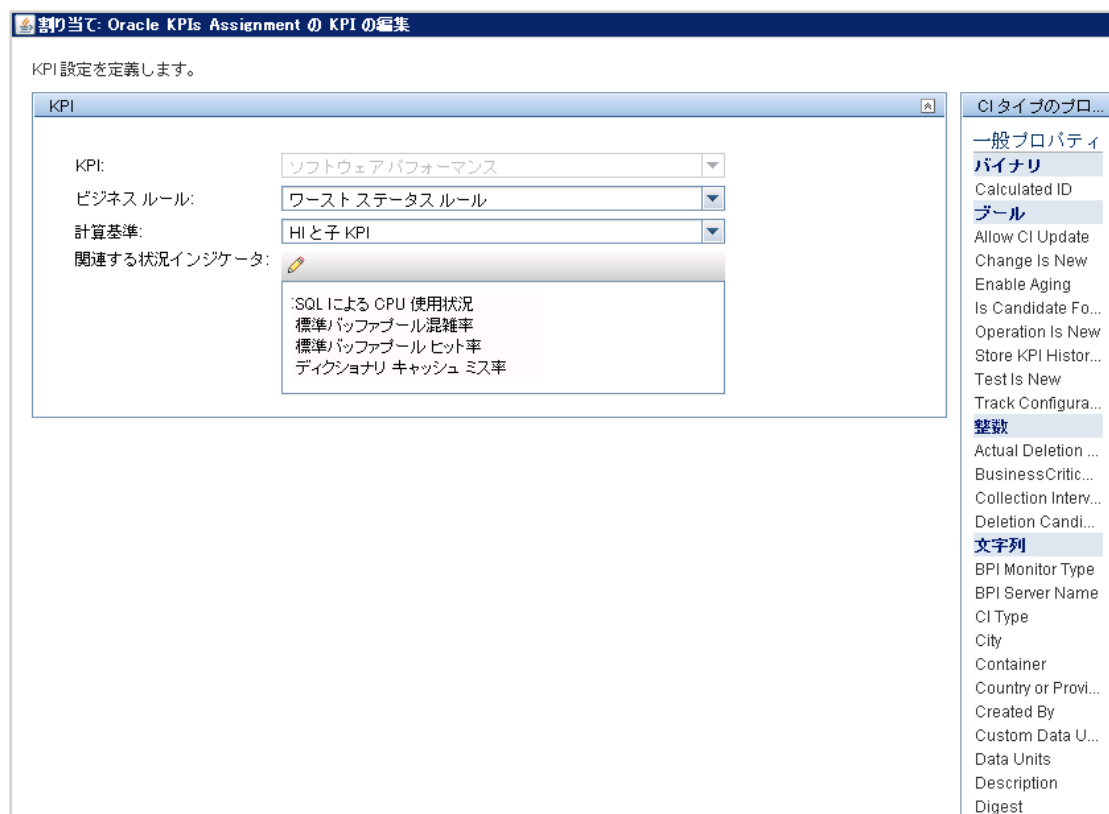 割り当て: Oracle KPIs Assignment の KPI の編集
KPI 設定を定義します。
KPI
KPI:
ソフトウェア パフォーマンス
ビジネス ルール:
ワースト ステータス ルール
計算基準:
HI と子 KPI
関連する状況インジケータ:
:SQL による CPU 使用状況
標準バッファプール混雑率
標準バッファプール ヒット率
ディクショナリ キャッシュ ミス率
CI タイプのプロ...
一般プロパティ
バイナリ
Calculated ID
ブール
Allow CI Update
Change Is New
Enable Aging
Is Candidate Fo...
Operation Is New
Store KPI Histor...
Test Is New
Track Configura...
整数
Actual Deletion ...
BusinessCritic...
Collection Interv...
Deletion Candi...
文字列
BPI Monitor Type
BPI Server Name
CI Type
City
Container
Country or Provi...
Created By
Custom Data U...
Data Units
Description
Digest